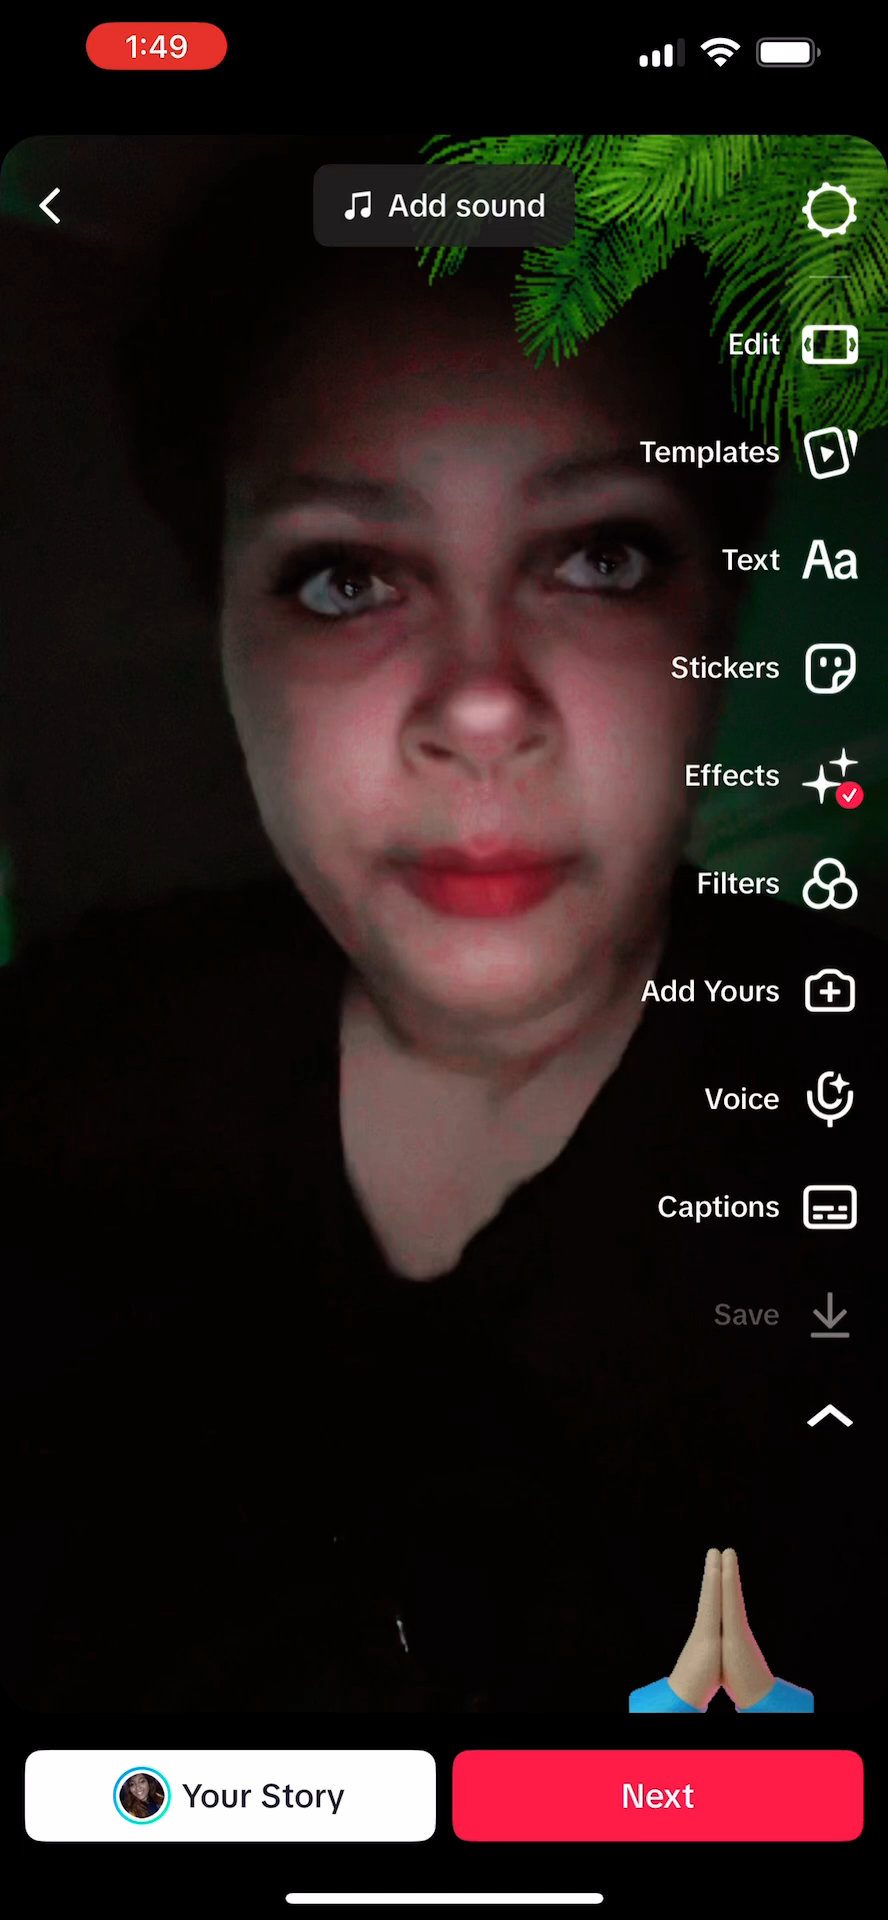 1:49
Add sound
Edit
Templates
Text
Aa
Stickers
Effects
Filters
Add Yours
Voice
Captions
Save
Your Story
Next